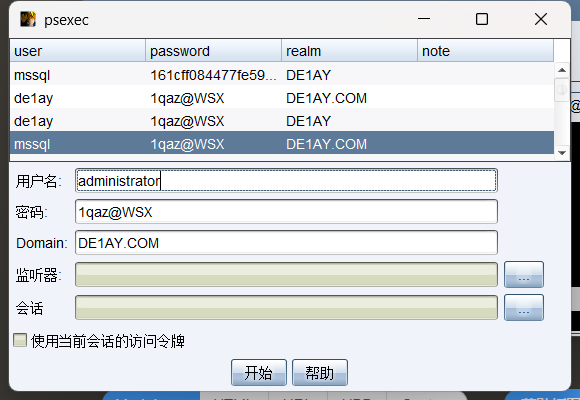 psexec
user password realm note
mssql 161cff084477fe59... DE1AY
de1ay 1qaz@WSX DE1AY.COM
de1ay 1qaz@WSX DE1AY
mssql 1qaz@WSX DE1AY.COM
用户名: administrator
密码: 1qaz@WSX
Domain: DE1AY.COM
监听器: ...
会话 ...
使用当前会话的访问令牌
开始 帮助